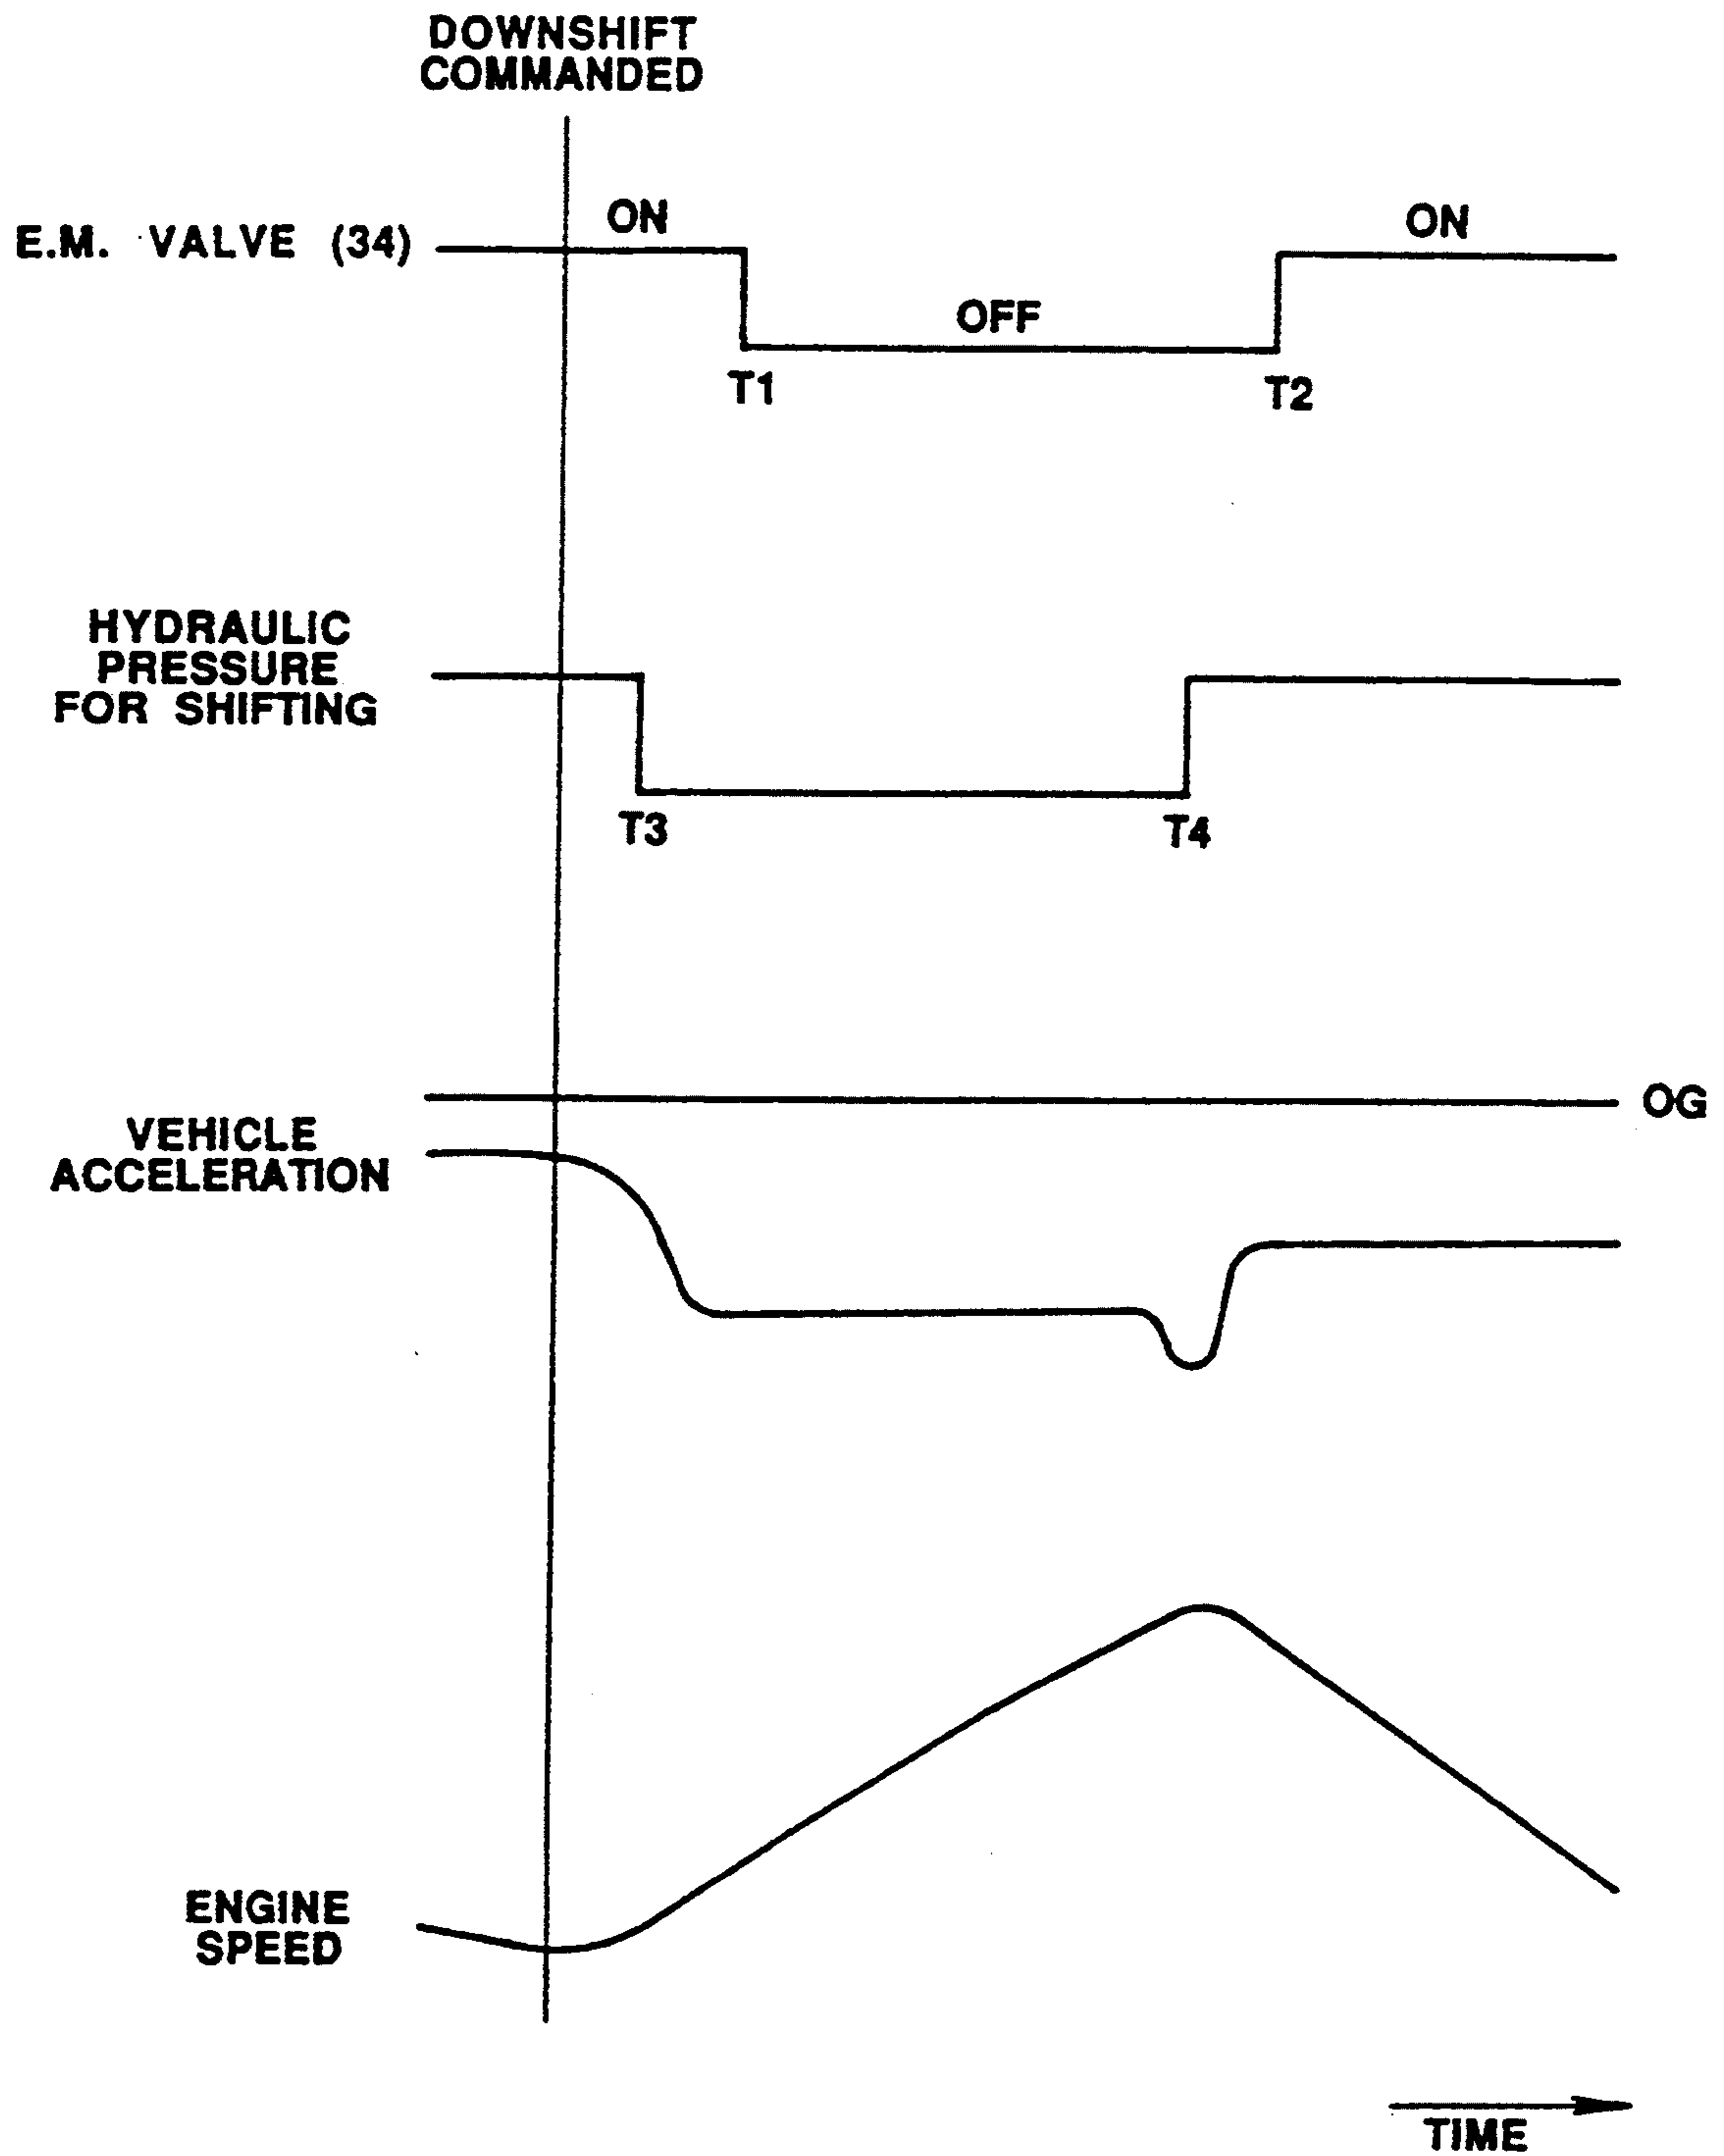 DOWNSHIFT
COMMANDED
E.M. VALVE (34)
ON
ON
OFF
T1
T2
HYDRAULIC
PRESSURE
FOR SHIFTING
T3
T4
OG
VEHICLE
ACCELERATION
ENGINE
SPEED
TIME